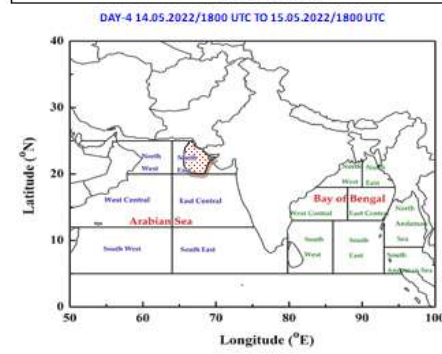 DAY-4 14.05.2022/1800 UTC TO 15.05.2022/1800 UTC
40
30
20
10
0
Latitude (°N)
North
West
North
East
West Central
East Central
Arabian Sea
South West
South East
North
West
North
East
Bay of Bengal
West Central
East Central
South
West
South
East
North
Andaman
Sea
South
Andaman Sea
50
60
70
80
90
100
Longitude (°E)